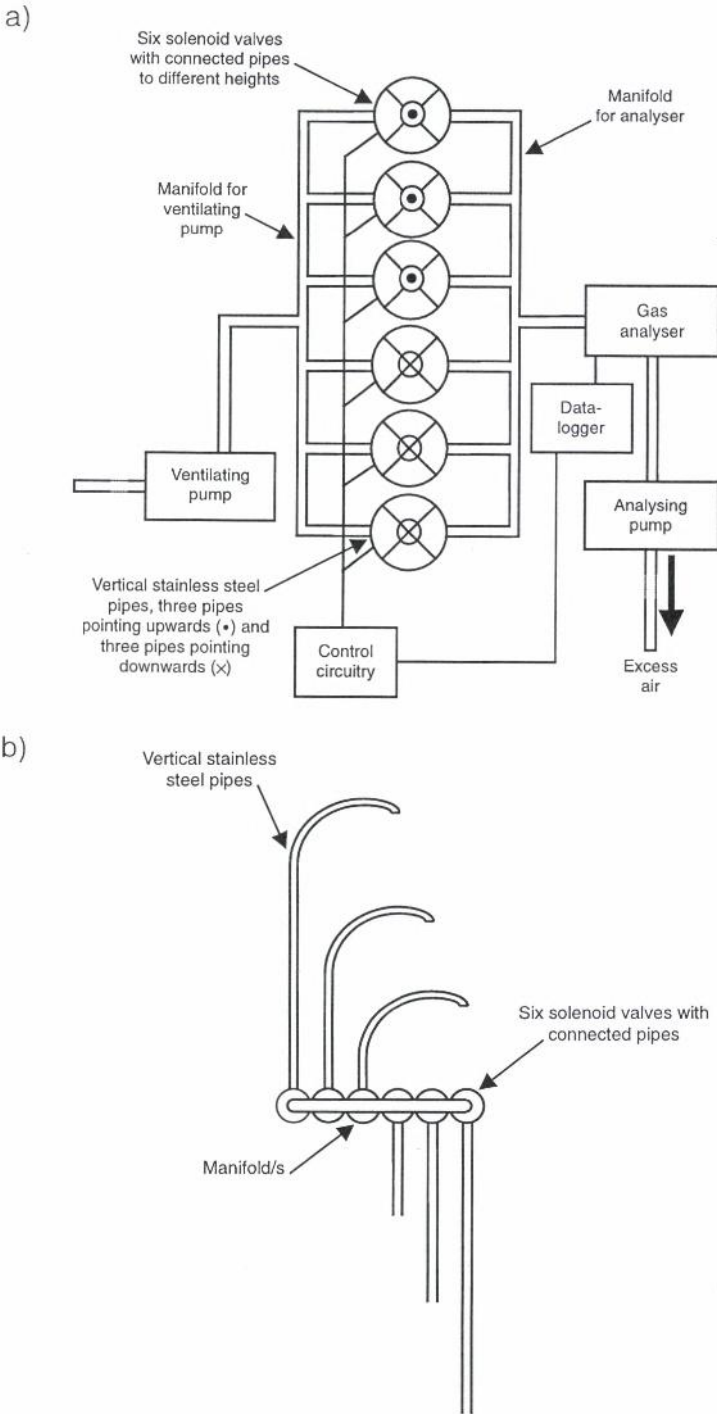 a)
Six solenoid valves
with connected pipes
to different heights
Manifold
for analyser
Manifold for
ventilating
pump
Gas
analyser
Data-
logger
Ventilating
pump
Analysing
pump
Vertical stainless steel
pipes, three pipes
pointing upwards (•) and
three pipes pointing
downwards (×)
Control
circuitry
Excess
air
b)
Vertical stainless
steel pipes
Six solenoid valves with
connected pipes
Manifold/s